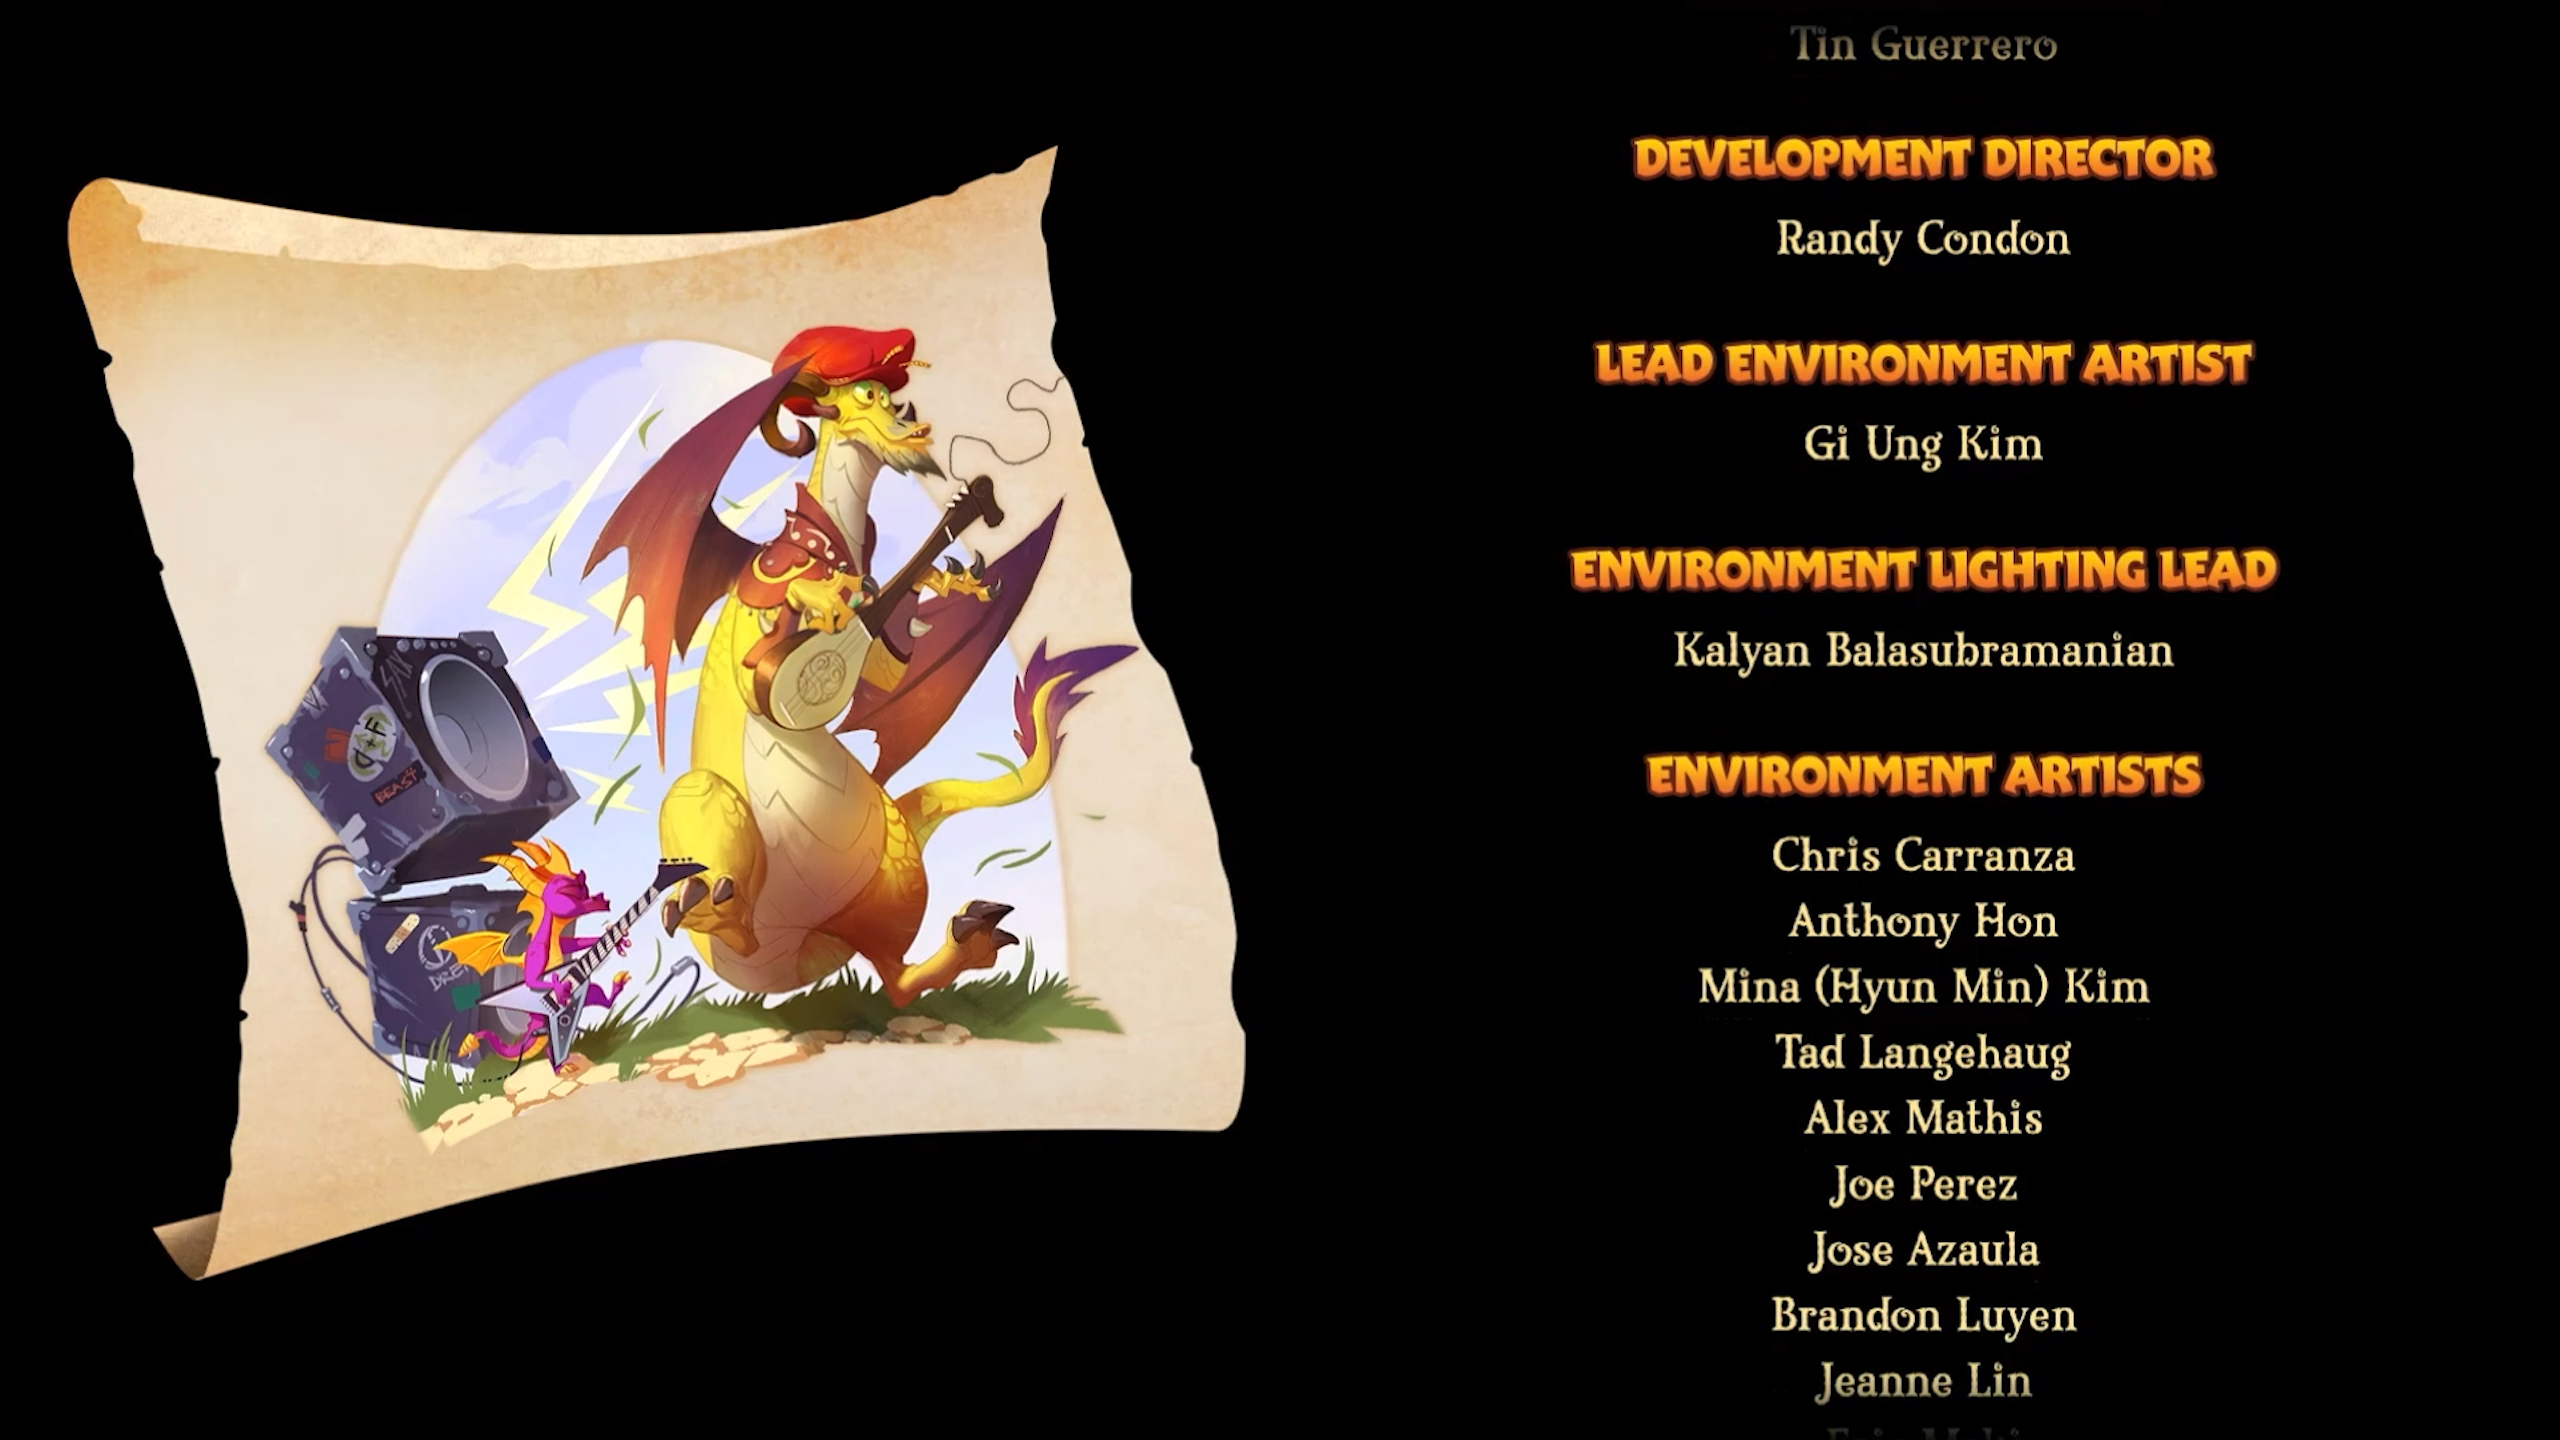 Tin Guerrero
DEVELOPMENT DIRECTOR
Randy Condon
LEAD ENVIRONMENT ARTIST
Gi Ung Kim
ENVIRONMENT LIGHTING LEAD
Kalyan Balasubramanian
ENVIRONMENT ARTISTS
Chris Carranza
Anthony Hon
Mina (Hyun Min) Kim
Tad Langehaug
Alex Mathis
Joe Perez
Jose Azaula
Brandon Luyen
Jeanne Lin
BEAST